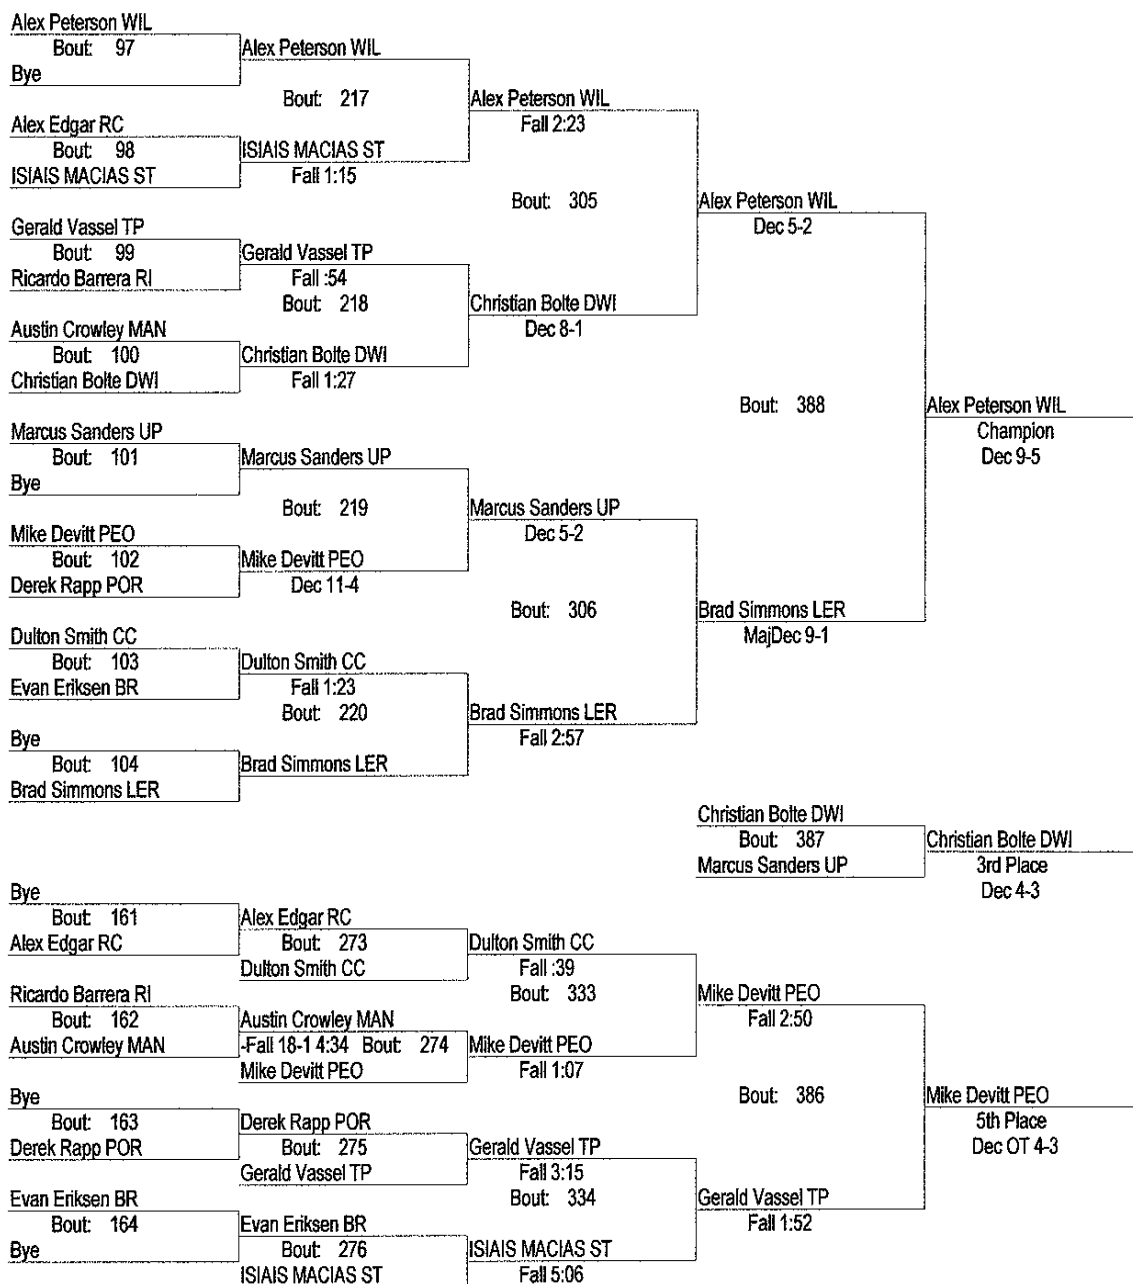 Alex Peterson WIL
Bout: 97
Bye
Alex Peterson WIL
Bout: 217
Alex Edgar RC
Bout: 98
ISIAIS MACIAS ST
ISIAIS MACIAS ST
Fall 1:15
Alex Peterson WIL
Fall 2:23
Bout: 305
Gerald Vassel TP
Bout: 99
Ricardo Barrera RI
Gerald Vassel TP
Fall :54
Bout: 218
Austin Crowley MAN
Bout: 100
Christian Bolte DWI
Christian Bolte DWI
Fall 1:27
Christian Bolte DWI
Dec 8-1
Alex Peterson WIL
Dec 5-2
Bout: 388
Alex Peterson WIL
Champion
Dec 9-5
Marcus Sanders UP
Bout: 101
Bye
Marcus Sanders UP
Bout: 219
Mike Devitt PEO
Bout: 102
Derek Rapp POR
Mike Devitt PEO
Dec 11-4
Marcus Sanders UP
Dec 5-2
Bout: 306
Dulton Smith CC
Bout: 103
Evan Eriksen BR
Dulton Smith CC
Fall 1:23
Bout: 220
Bye
Bout: 104
Brad Simmons LER
Brad Simmons LER
Brad Simmons LER
Fall 2:57
Brad Simmons LER
MajDec 9-1
Christian Bolte DWI
Bout: 387
Marcus Sanders UP
Christian Bolte DWI
3rd Place
Dec 4-3
Bye
Bout: 161
Alex Edgar RC
Alex Edgar RC
Bout: 273
Dulton Smith CC
Dulton Smith CC
Fall :39
Bout: 333
Ricardo Barrera RI
Bout: 162
Austin Crowley MAN
Austin Crowley MAN
-Fall 18-1 4:34 Bout: 274
Mike Devitt PEO
Mike Devitt PEO
Fall 1:07
Mike Devitt PEO
Fall 2:50
Bout: 386
Mike Devitt PEO
5th Place
Dec OT 4-3
Bye
Bout: 163
Derek Rapp POR
Derek Rapp POR
Bout: 275
Gerald Vassel TP
Gerald Vassel TP
Fall 3:15
Bout: 334
Evan Eriksen BR
Bout: 164
Bye
Evan Eriksen BR
Bout: 276
ISIAIS MACIAS ST
ISIAIS MACIAS ST
Fall 5:06
Gerald Vassel TP
Fall 1:52